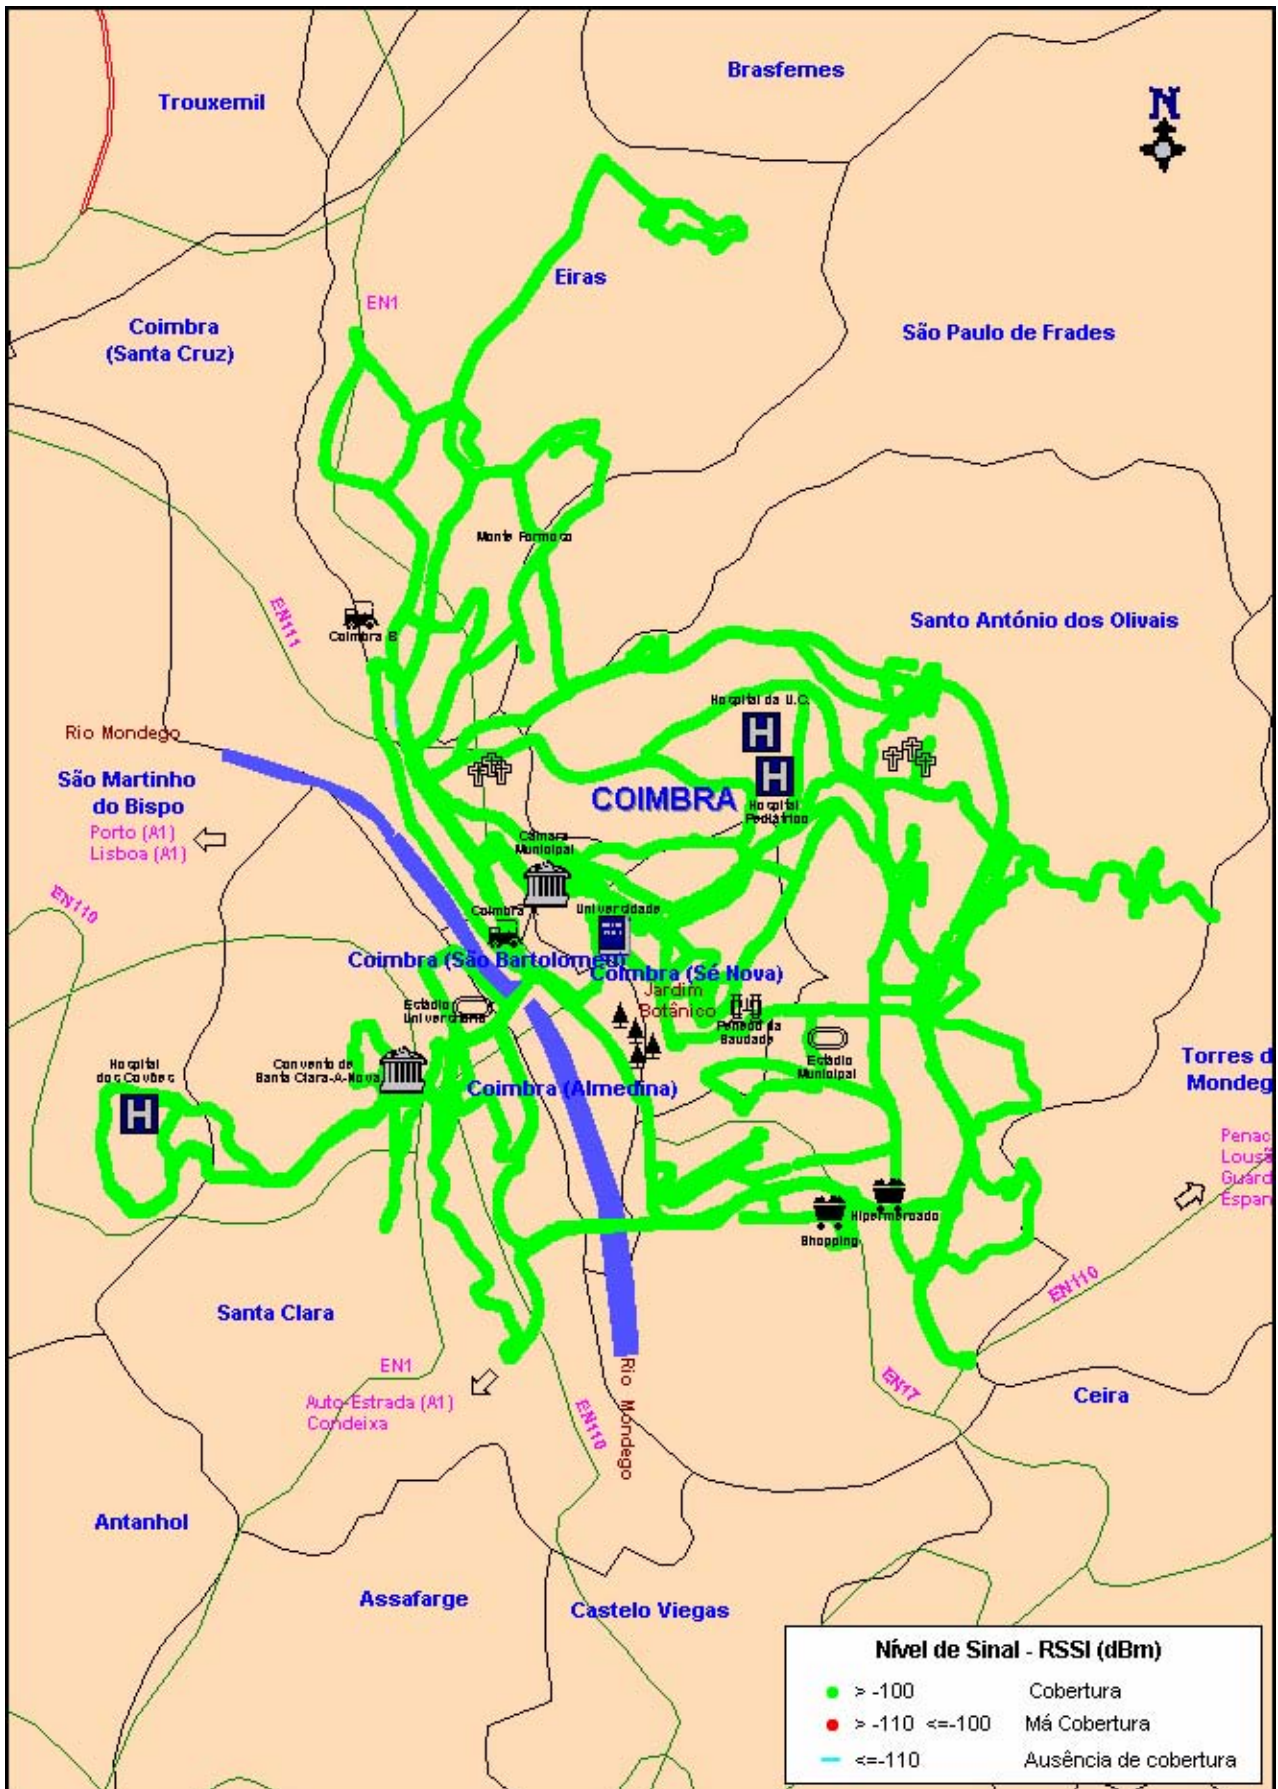 Brasfemes
Trouxemil
N
Eiras
EN1
Coimbra
(Santa Cruz)
São Paulo de Frades
Monte Formoso
EN111
Coimbra B
Santo António dos Olivais
Hospital da U.C.
Rio Mondego
São Martinho
do Bispo
COIMBRA
Hospital
Pediátrico
Porto (A1)
Lisboa (A1)
Câmara
Municipal
EN110
Coimbra
Universidade
Coimbra (São Bartolomeu)
Coimbra (Sé Nova)
Jardim
Botânico
Estádio
Universitário
Penedo da
Saudade
Estádio
Municipal
Hospital
dos Covões
Convento de
Santa Clara-A-Nova
Torres d
Mondeg
Coimbra (Almedina)
Penac
Lousã
Guard
Espan
Hipermercado
Shopping
EN110
Santa Clara
EN1
EN17
Auto-Estrada (A1)
Condeixa
EN110
Rio Mondego
Ceira
Antanhol
Assafarge
Castelo Viegas
Nível de Sinal - RSSI (dBm)
> -100 Cobertura
> -110 <=-100 Má Cobertura
<=-110 Ausência de cobertura